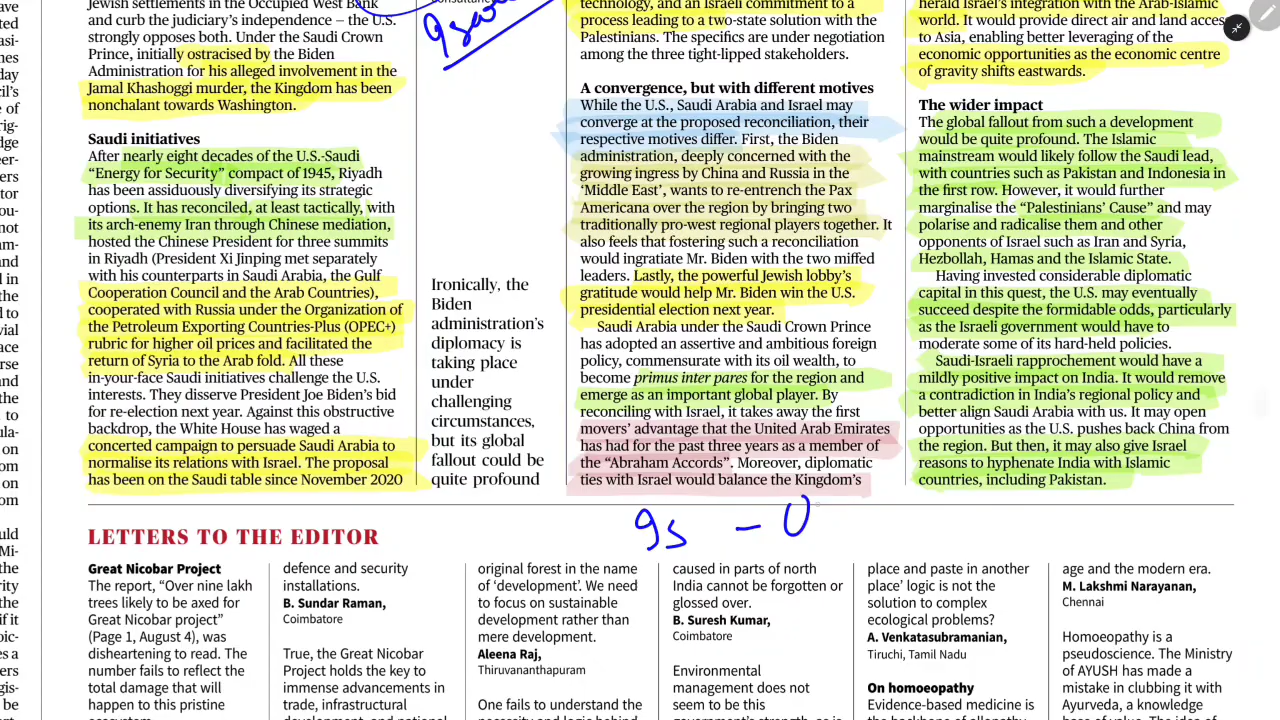 Jewish settlements in the Occupied West Bank
and curb the judiciary's independence – the U.S.
strongly opposes both. Under the Saudi Crown
Prince, initially ostracised by the Biden
Administration for his alleged involvement in the
Jamal Khashoggi murder, the Kingdom has been
nonchalant towards Washington.
Saudi initiatives
After nearly eight decades of the U.S.-Saudi
“Energy for Security” compact of 1945, Riyadh
has been assiduously diversifying its strategic
options. It has reconciled, at least tactically, with
its arch-enemy Iran through Chinese mediation,
hosted the Chinese President for three summits
in Riyadh (President Xi Jinping met separately
with his counterparts in Saudi Arabia, the Gulf
Cooperation Council and the Arab Countries),
cooperated with Russia under the Organization of
the Petroleum Exporting Countries-Plus (OPEC+)
rubric for higher oil prices and facilitated the
return of Syria to the Arab fold. All these
in-your-face Saudi initiatives challenge the U.S.
interests. They disserve President Joe Biden's bid
for re-election next year. Against this obstructive
backdrop, the White House has waged a
concerted campaign to persuade Saudi Arabia to
normalise its relations with Israel. The proposal
has been on the Saudi table since November 2020
Ironically, the
Biden
administration's
diplomacy is
taking place
under
challenging
circumstances,
but its global
fallout could be
quite profound
technology, and an Israeli commitment to a
process leading to a two-state solution with the
Palestinians. The specifics are under negotiation
among the three tight-lipped stakeholders.
A convergence, but with different motives
While the U.S., Saudi Arabia and Israel may
converge at the proposed reconciliation, their
respective motives differ. First, the Biden
administration, deeply concerned with the
growing ingress by China and Russia in the
‘Middle East’, wants to re-entrench the Pax
Americana over the region by bringing two
traditionally pro-west regional players together. It
also feels that fostering such a reconciliation
would ingratiate Mr. Biden with the two miffed
leaders. Lastly, the powerful Jewish lobby's
gratitude would help Mr. Biden win the U.S.
presidential election next year.
Saudi Arabia under the Saudi Crown Prince
has adopted an assertive and ambitious foreign
policy, commensurate with its oil wealth, to
become primus inter pares for the region and
emerge as an important global player. By
reconciling with Israel, it takes away the first
movers' advantage that the United Arab Emirates
has had for the past three years as a member of
the “Abraham Accords”. Moreover, diplomatic
ties with Israel would balance the Kingdom's
herald Israel's integration with the Arab-Islamic
world. It would provide direct air and land access
to Asia, enabling better leveraging of the
economic opportunities as the economic centre
of gravity shifts eastwards.
The wider impact
The global fallout from such a development
would be quite profound. The Islamic
mainstream would likely follow the Saudi lead,
with countries such as Pakistan and Indonesia in
the first row. However, it would further
marginalise the “Palestinians' Cause” and may
polarise and radicalise them and other
opponents of Israel such as Iran and Syria,
Hezbollah, Hamas and the Islamic State.
Having invested considerable diplomatic
capital in this quest, the U.S. may eventually
succeed despite the formidable odds, particularly
as the Israeli government would have to
moderate some of its hard-held policies.
Saudi-Israeli rapprochement would have a
mildly positive impact on India. It would remove
a contradiction in India's regional policy and
better align Saudi Arabia with us. It may open
opportunities as the U.S. pushes back China from
the region. But then, it may also give Israel
reasons to hyphenate India with Islamic
countries, including Pakistan.
LETTERS TO THE EDITOR
Great Nicobar Project
The report, “Over nine lakh
trees likely to be axed for
Great Nicobar project”
(Page 1, August 4), was
disheartening to read. The
number fails to reflect the
total damage that will
happen to this pristine
defence and security
installations.
B. Sundar Raman,
Coimbatore
True, the Great Nicobar
Project holds the key to
immense advancements in
trade, infrastructural
original forest in the name
of ‘development’. We need
to focus on sustainable
development rather than
mere development.
Aleena Raj,
Thiruvananthapuram
One fails to understand the
caused in parts of north
India cannot be forgotten or
glossed over.
B. Suresh Kumar,
Coimbatore
Environmental
management does not
seem to be this
place and paste in another
place’ logic is not the
solution to complex
ecological problems?
A. Venkatasubramanian,
Tiruchi, Tamil Nadu
On homoeopathy
Evidence-based medicine is
age and the modern era.
M. Lakshmi Narayanan,
Chennai
Homoeopathy is a
pseudoscience. The Ministry
of AYUSH has made a
mistake in clubbing it with
Ayurveda, a knowledge